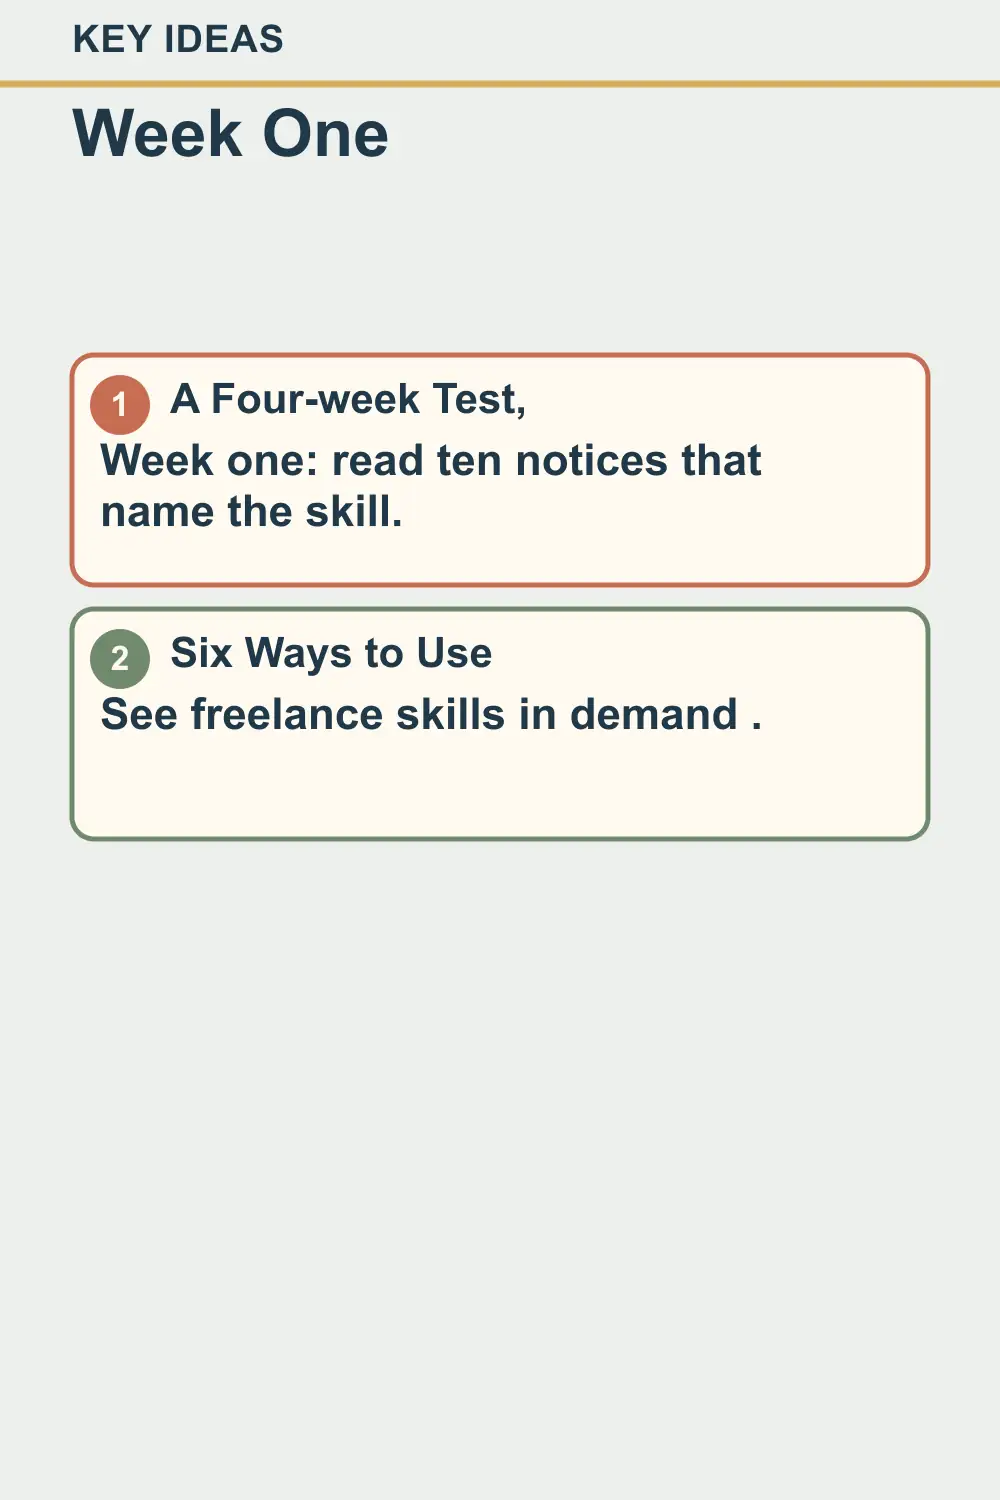 KEY IDEAS
Week One
1 A Four-week Test,
Week one: read ten notices that
name the skill.
2 Six Ways to Use
See freelance skills in demand .